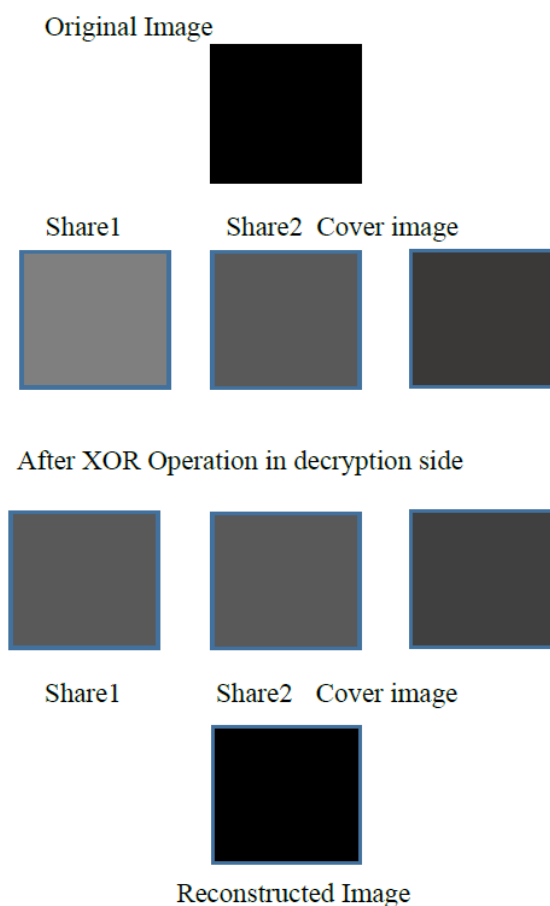 Original Image
Share1 Share2 Cover image
After XOR Operation in decryption side
Share1 Share2 Cover image
Reconstructed Image